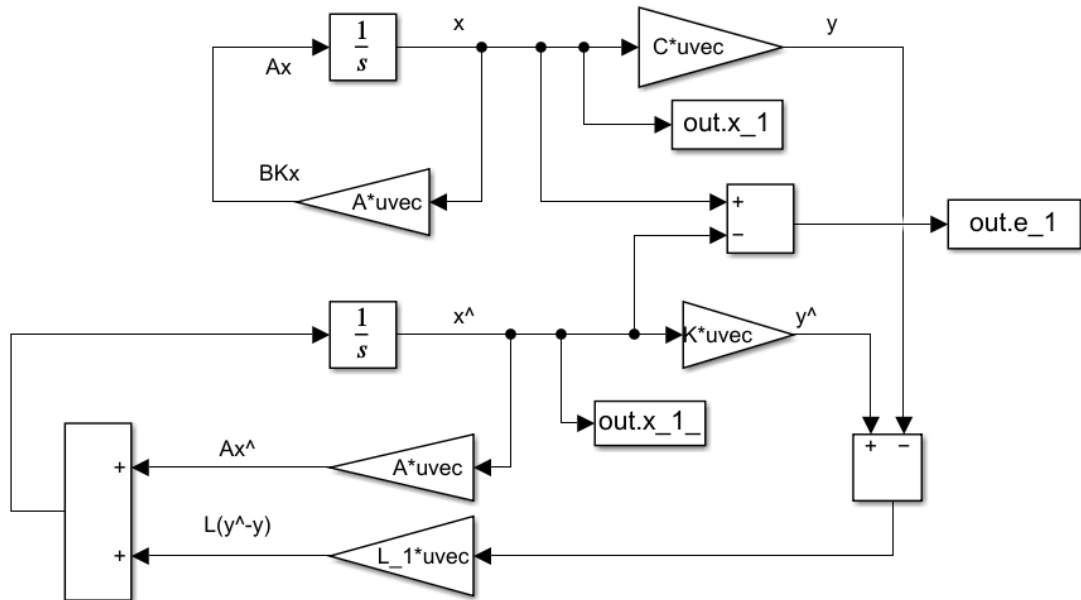 x
y
1
s
C*uvec
Ax
out.x_1
BKx
A*uvec
+
−
out.e_1
1
s
x^
K*uvec
y^
out.x_1_
+ −
Ax^
A*uvec
+
L(y^-y)
L_1*uvec
+